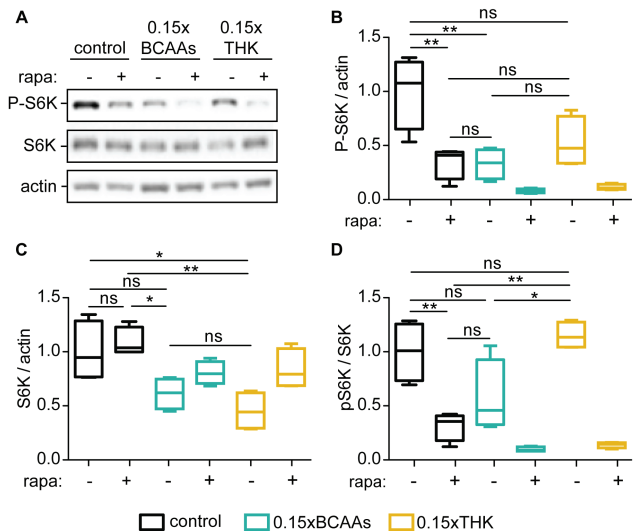 A
control
0.15x
BCAAs
0.15x
THK
rapa: - + - + - +
P-S6K
S6K
actin
B
ns
** **
ns
ns
ns
P-S6K / actin
1.5
1.0
0.5
0.0
rapa: - + - + - +
C
*
**
ns
ns *
ns
S6K / actin
1.5
1.0
0.5
0.0
rapa: - + - + - +
D
ns
**
ns *
** ns
pS6K / S6K
1.5
1.0
0.5
0.0
rapa: - + - + - +
control 0.15xBCAAs 0.15xTHK